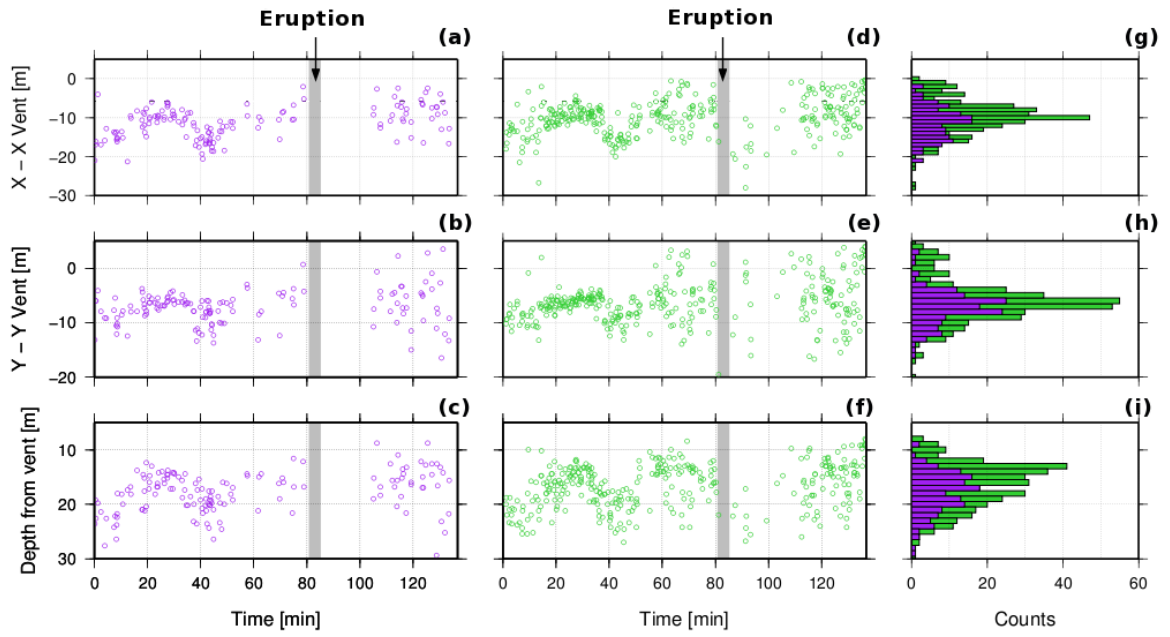 Eruption Eruption
(a) (d) (g)
X − X Vent [m]
0
−10
−20
−30
(b) (e) (h)
Y − Y Vent [m]
0
−10
−20
(c) (f) (i)
Depth from vent [m]
10
20
30
0 20 40 60 80 100 120 0 20 40 60 80 100 120 0 20 40 60
Time [min] Time [min] Counts